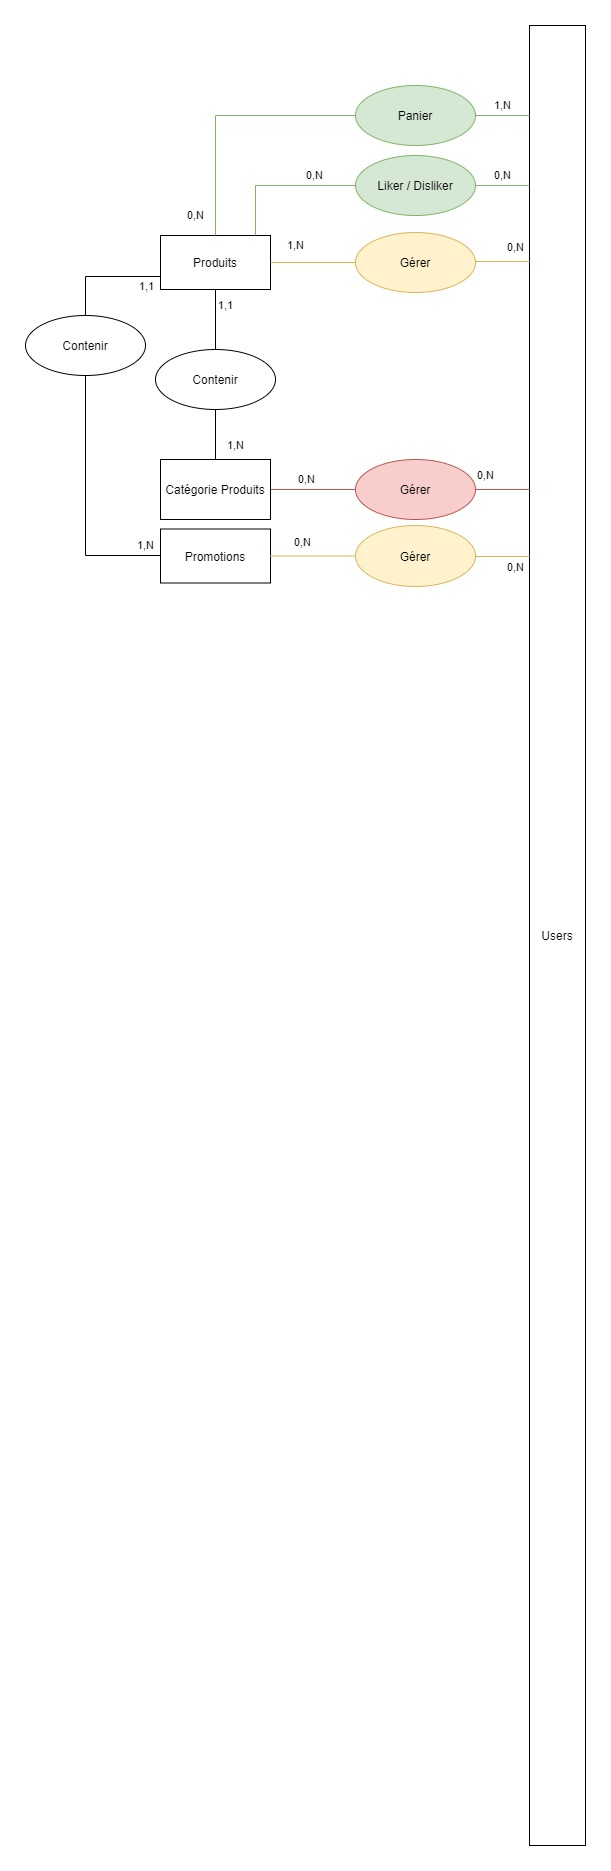 1,N
Panier
0,N
0,N
Liker / Disliker
0,N
1,N
0,N
Produits
Gérer
1,1
1,1
Contenir
Contenir
1,N
0,N
0,N
Catégorie Produits
Gérer
1,N
0,N
Promotions
Gérer
0,N
Users